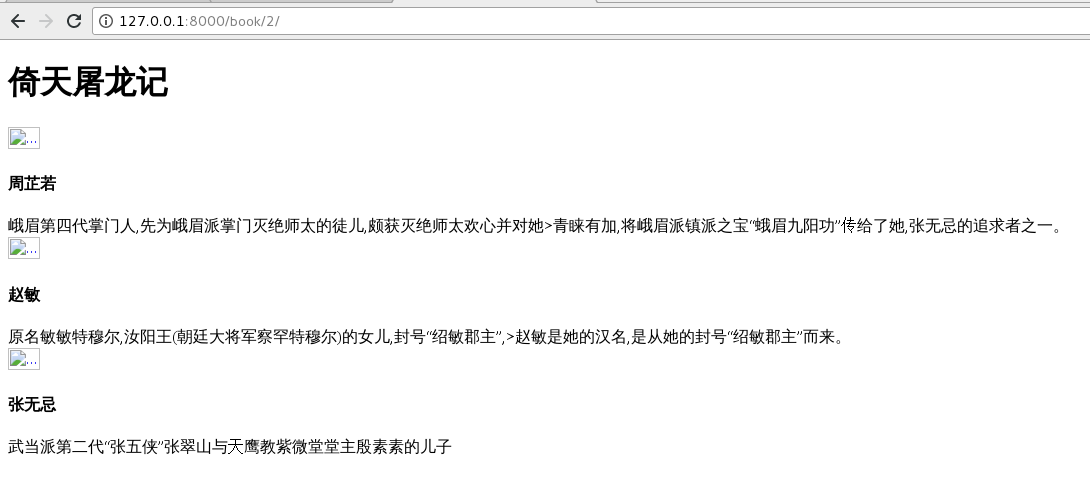 127.0.0.1:8000/book/2/
倚天屠龙记
...
周芷若
峨眉第四代掌门人,先为峨眉派掌门灭绝师太的徒儿,颇获灭绝师太欢心并对她>青睐有加,将峨眉派镇派之宝“蛾眉九阳功”传给了她,张无忌的追求者之一。
...
赵敏
原名敏敏特穆尔,汝阳王(朝廷大将军察罕特穆尔)的女儿,封号“绍敏郡主”,>赵敏是她的汉名,是从她的封号“绍敏郡主”而来。
...
张无忌
武当派第二代“张五侠”张翠山与天鹰教紫微堂堂主殷素素的儿子